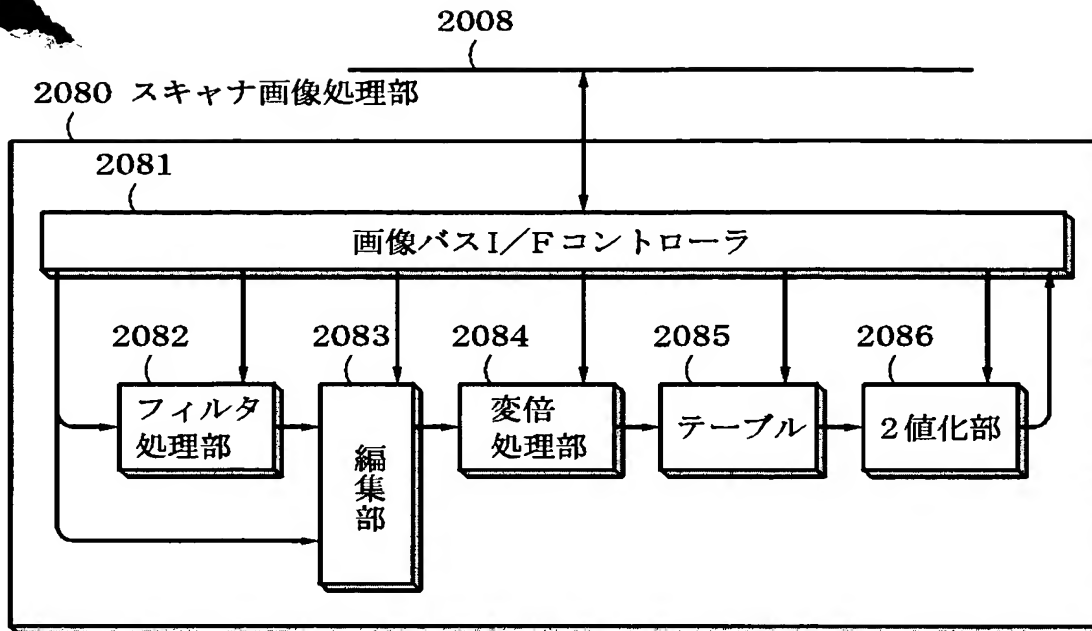 2008
2080 スキャナ画像処理部
2081
画像バスI/Fコントローラ
2082
2083
2084
2085
2086
フィルタ
処理部
編集部
変倍
処理部
テーブル
2値化部